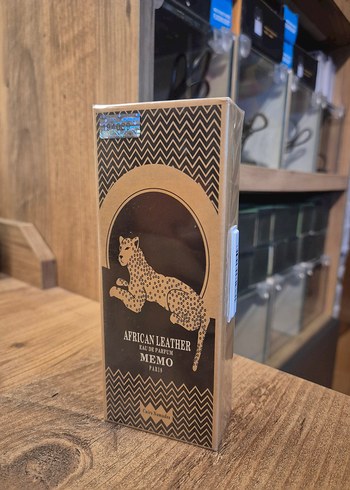 AFRICAN LEATHER
EAU DE PARFUM
MEMO
PARIS